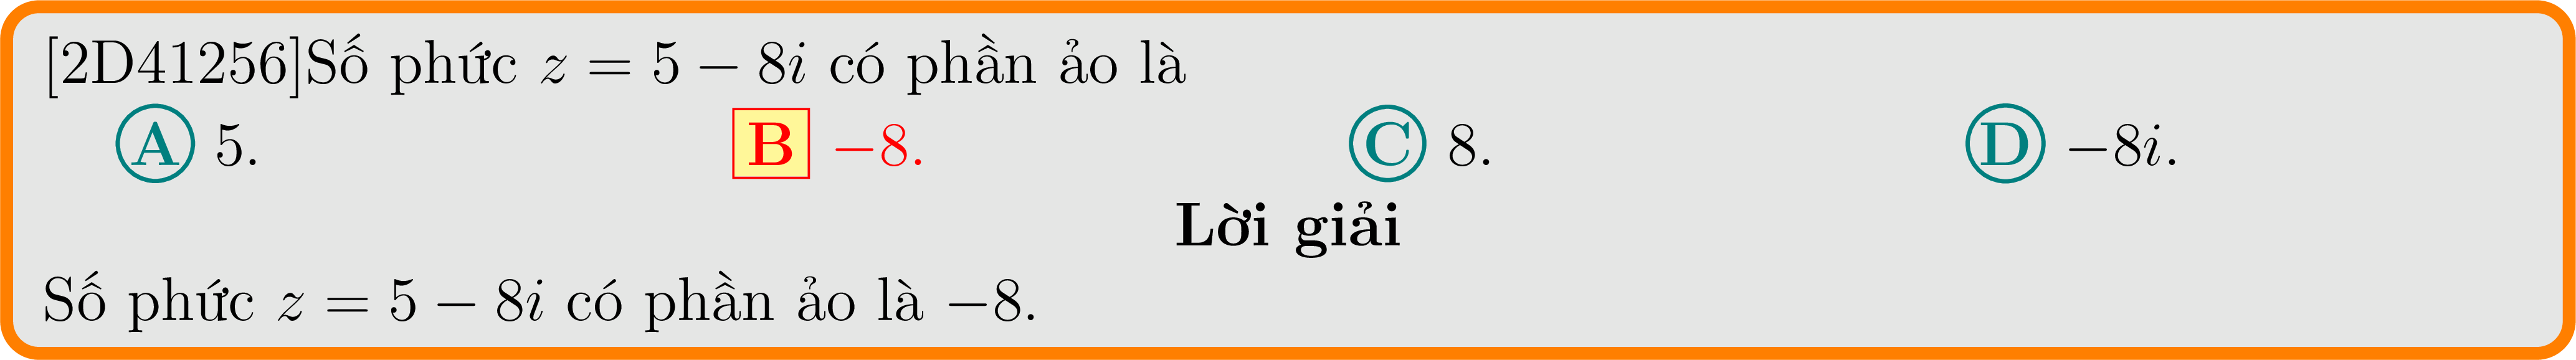 [2D41256]Số phức z = 5 − 8i có phần ảo là
A 5. B −8. C 8. D −8i.
Lời giải
Số phức z = 5 − 8i có phần ảo là −8.